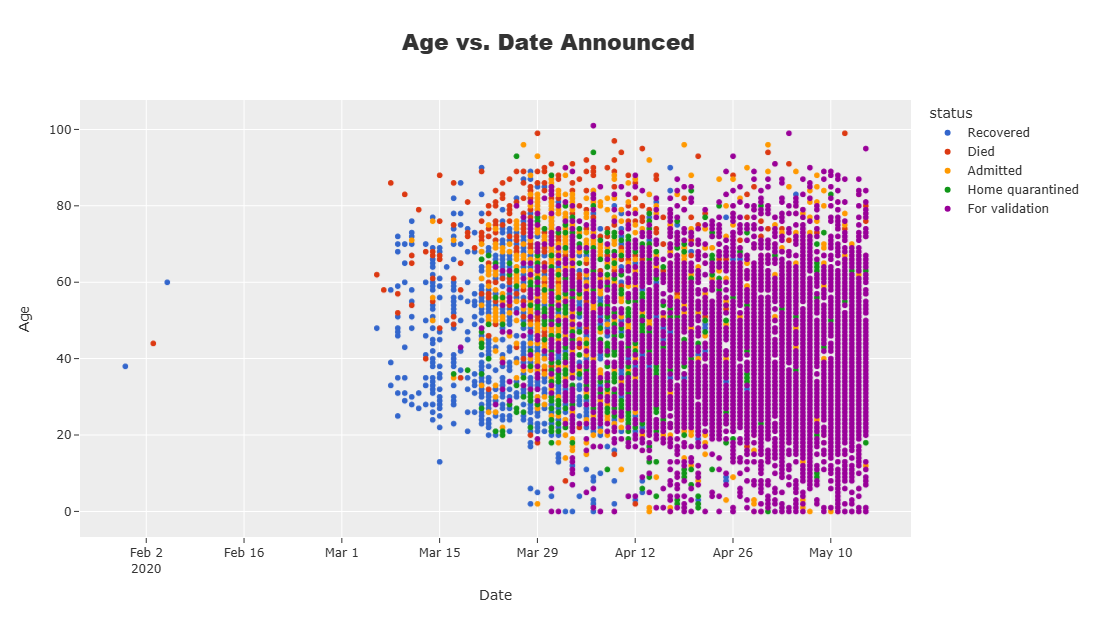 Age vs. Date Announced
status
Recovered
Died
Admitted
Home quarantined
For validation
Age
100
80
60
40
20
0
Feb 2
2020
Feb 16
Mar 1
Mar 15
Mar 29
Apr 12
Apr 26
May 10
Date